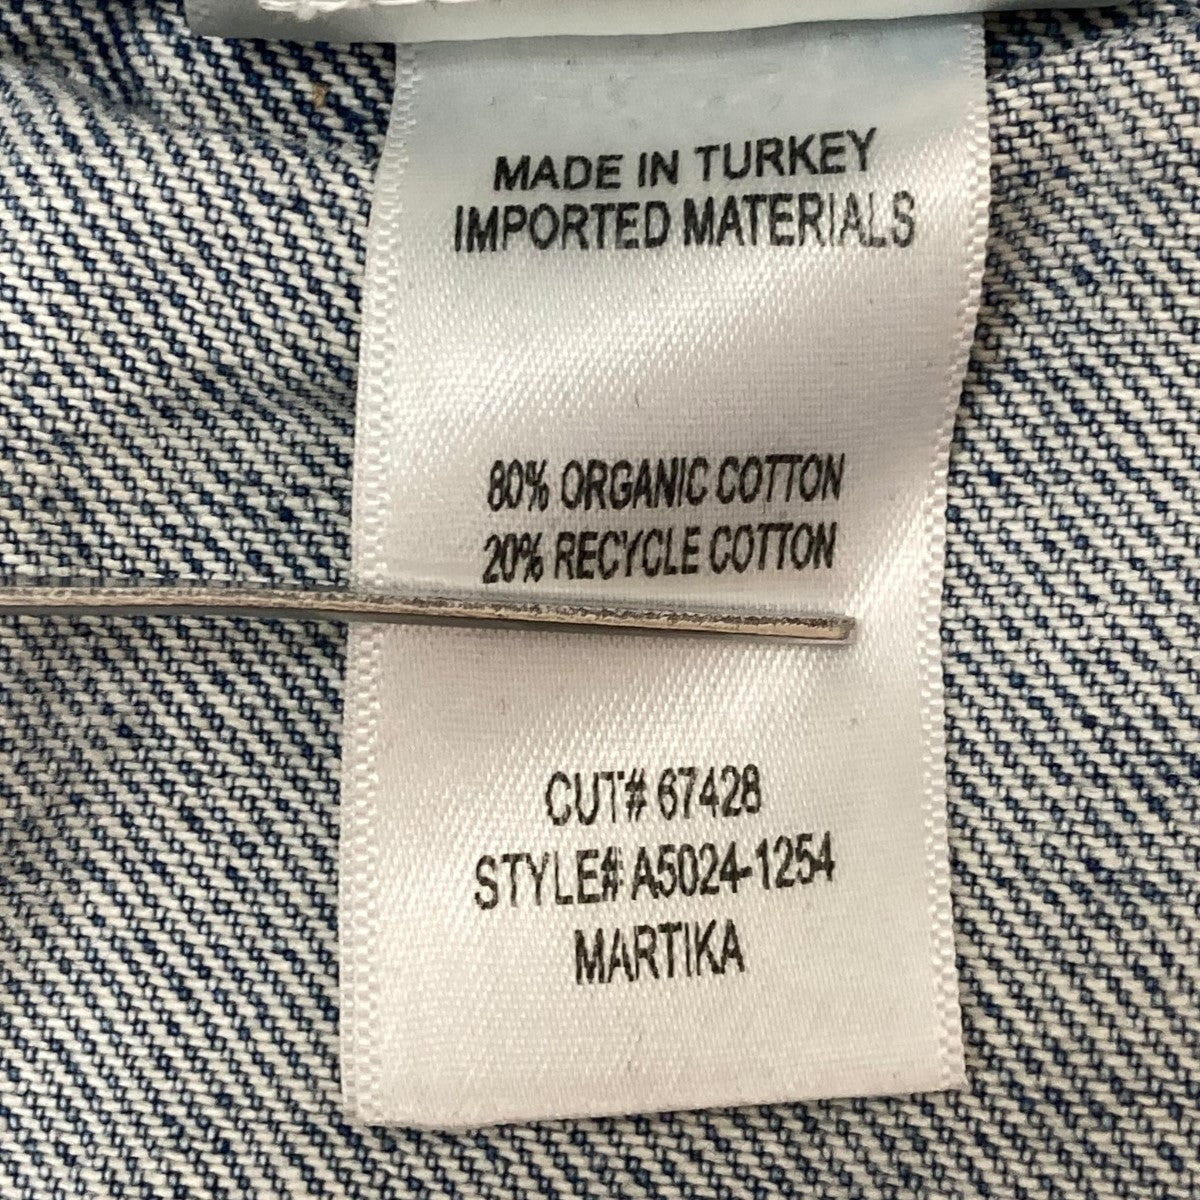 MADE IN TURKEY
IMPORTED MATERIALS
80% ORGANIC COTTON
20% RECYCLE COTTON
CUT# 67428
STYLE# A5024-1254
MARTIKA